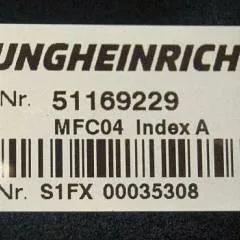 UNGHEINRICH
Nr. 51169229
MFC04 Index A
Nr. S1FX 00035308